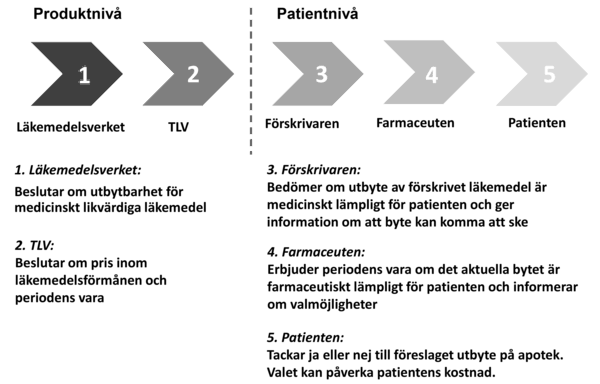 Produktnivå
Patientnivå
1
2
3
4
5
Läkemedelsverket
TLV
Förskrivaren
Farmaceuten
Patienten
1. Läkemedelsverket:
Beslutar om utbytbarhet för
medicinskt likvärdiga läkemedel
2. TLV:
Beslutar om pris inom
läkemedelsförmånen och
periodens vara
3. Förskrivaren:
Bedömer om utbyte av förskrivet läkemedel är
medicinskt lämpligt för patienten och ger
information om att byte kan komma att ske
4. Farmaceuten:
Erbjuder periodens vara om det aktuella bytet är
farmaceutiskt lämpligt för patienten och informerar
om valmöjligheter
5. Patienten:
Tackar ja eller nej till föreslaget utbyte på apotek.
Valet kan påverka patientens kostnad.